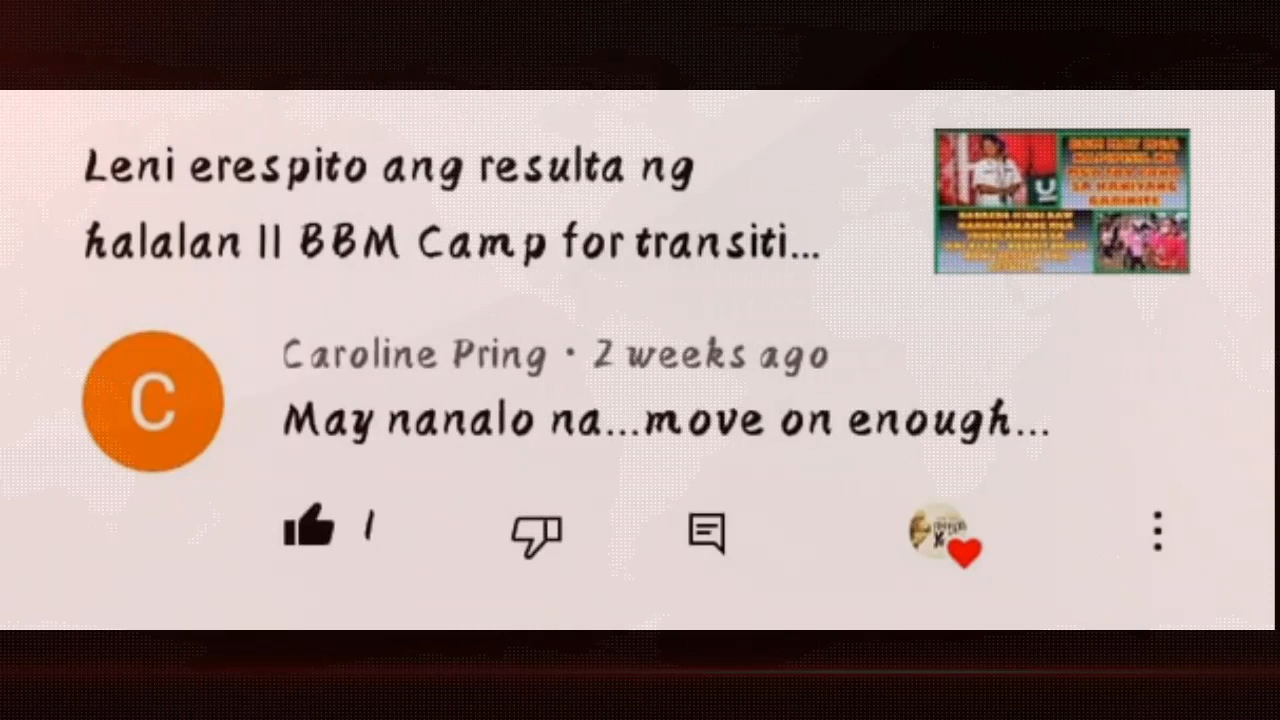 Leni erespito ang resulta ng
halalan II BBM Camp for transiti...
C
Caroline Pring · 2 weeks ago
May nanalo na...move on enough...
1